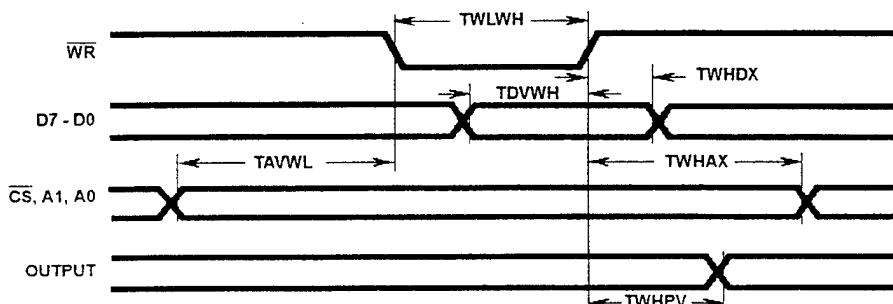 TWLWH
WR
TWHDX
TDVWH
D7 - D0
TAVWL
TWHAX
CS, A1, A0
OUTPUT
TWHPV